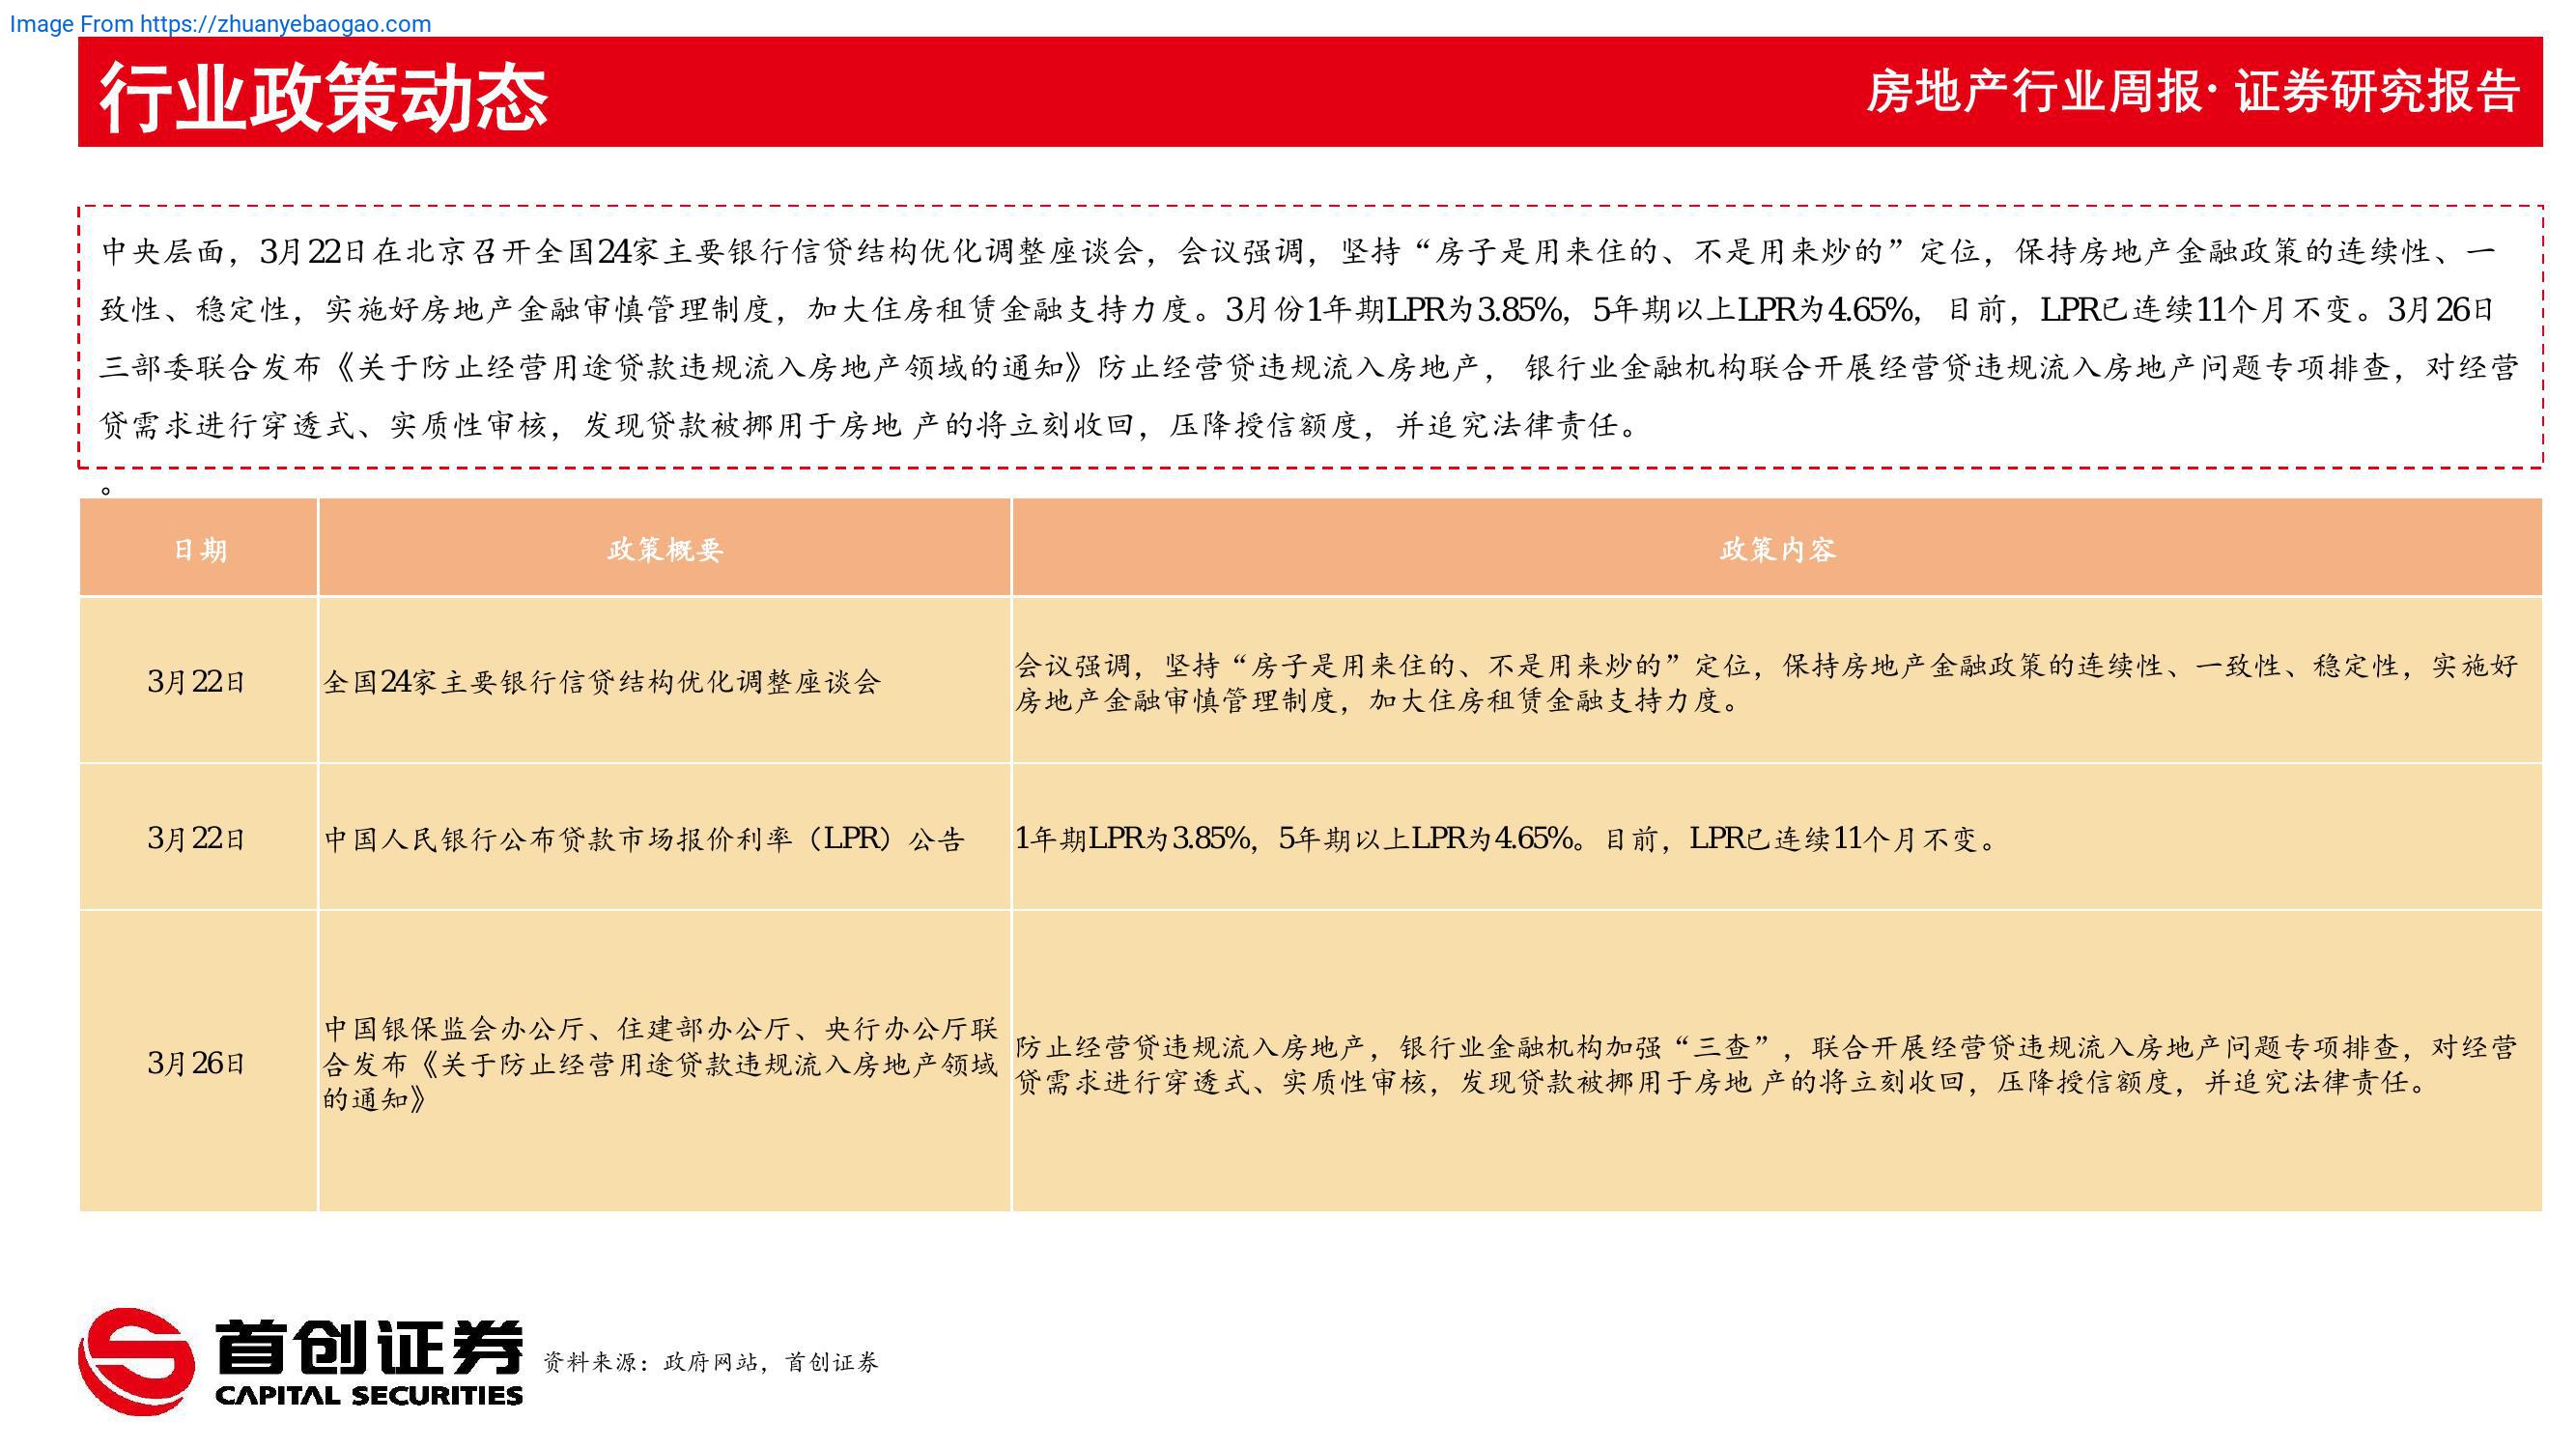 Image From https://zhuanyebaogao.com
行业政策动态
房地产行业周报· 证券研究报告
中央层面，3月22日在北京召开全国24家主要银行信贷结构优化调整座谈会，会议强调，坚持“房子是用来住的、不是用来炒的”定位，保持房地产金融政策的连续性、一
致性、稳定性，实施好房地产金融审慎管理制度，加大住房租赁金融支持力度。3月份1年期LPR为3.85%，5年期以上LPR为4.65%，目前，LPR已连续11个月不变。3月26日
三部委联合发布《关于防止经营用途贷款违规流入房地产领域的通知》防止经营贷违规流入房地产， 银行业金融机构联合开展经营贷违规流入房地产问题专项排查，对经营
贷需求进行穿透式、实质性审核，发现贷款被挪用于房地 产的将立刻收回，压降授信额度，并追究法律责任。
。
日期
政策概要
政策内容
3月22日
全国24家主要银行信贷结构优化调整座谈会
会议强调，坚持“房子是用来住的、不是用来炒的”定位，保持房地产金融政策的连续性、一致性、稳定性，实施好
房地产金融审慎管理制度，加大住房租赁金融支持力度。
3月22日
中国人民银行公布贷款市场报价利率（LPR）公告
1年期LPR为3.85%，5年期以上LPR为4.65%。目前，LPR已连续11个月不变。
3月26日
中国银保监会办公厅、住建部办公厅、央行办公厅联
合发布《关于防止经营用途贷款违规流入房地产领域
的通知》
防止经营贷违规流入房地产，银行业金融机构加强“三查”，联合开展经营贷违规流入房地产问题专项排查，对经营
贷需求进行穿透式、实质性审核，发现贷款被挪用于房地 产的将立刻收回，压降授信额度，并追究法律责任。
首创证券
CAPITAL SECURITIES
资料来源：政府网站，首创证券